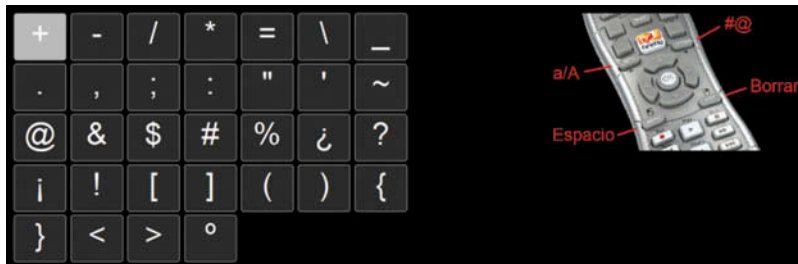 + - / * = \ _
. , ; : " ' ~
@ & $ # % ¿ ?
¡ ! [ ] ( ) {
} < > º
#@
a/A
Borrar
Espacio